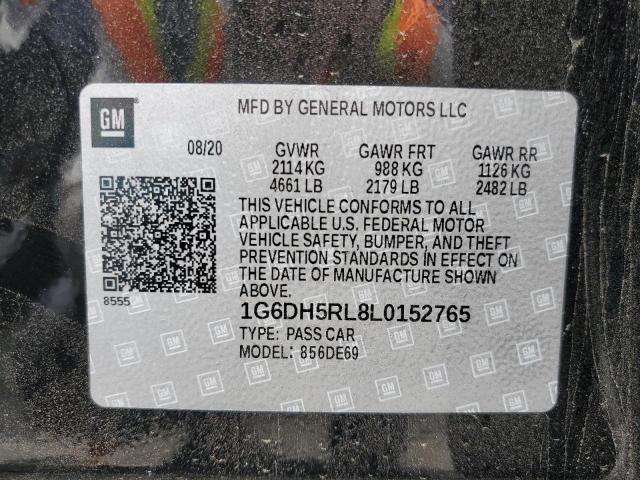 GM
MFD BY GENERAL MOTORS LLC
08/20 GVWR GAWR FRT GAWR RR
2114 KG 988 KG 1126 KG
4661 LB 2179 LB 2482 LB
THIS VEHICLE CONFORMS TO ALL
APPLICABLE U.S. FEDERAL MOTOR
VEHICLE SAFETY, BUMPER, AND THEFT
PREVENTION STANDARDS IN EFFECT ON
THE DATE OF MANUFACTURE SHOWN
ABOVE.
8555
1G6DH5RL8L0152765
TYPE: PASS CAR
MODEL: 856DE69